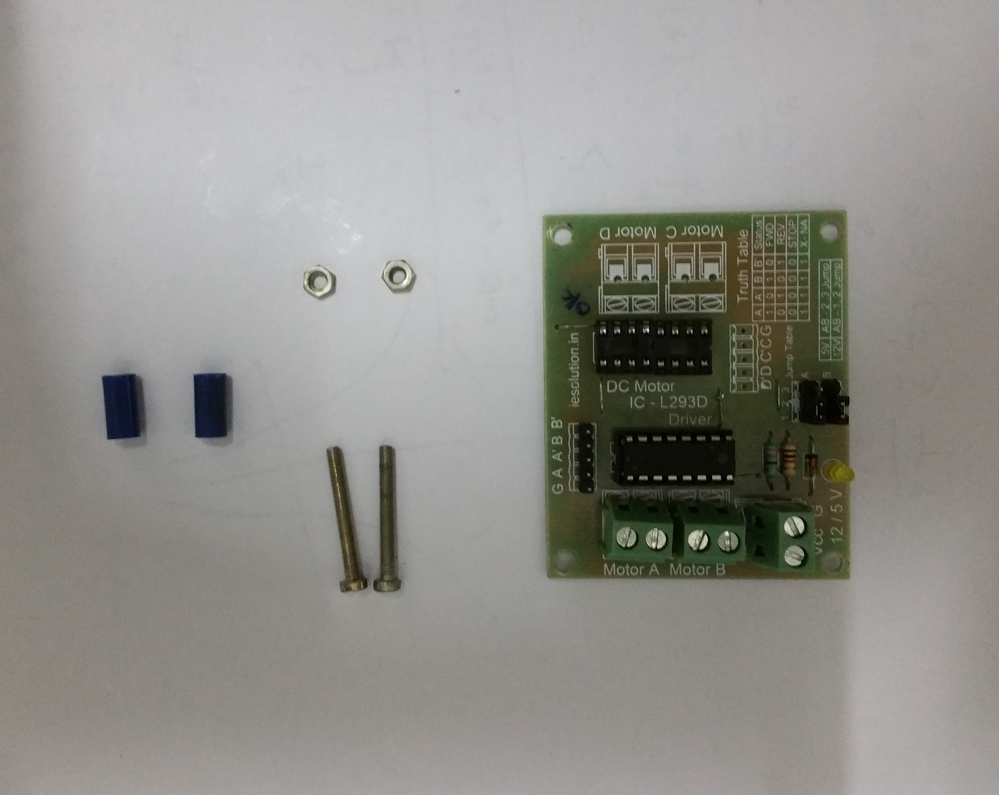 Motor D
Motor C
Truth Table
A A' B B' Status
1 0 1 0 FWD
0 1 0 1 REV
0 0 0 0 STOP
1 1 1 1 X-NA
ok
iesolution.in
D'D C'C G
Jump Table
5V AB - 2, 3 Jump
12V AB - 1, 2 Jump
1 2 3
A
B
DC Motor
IC - L293D
Driver
G A A' B B'
Motor A
Motor B
Vcc G
12 / 5 V